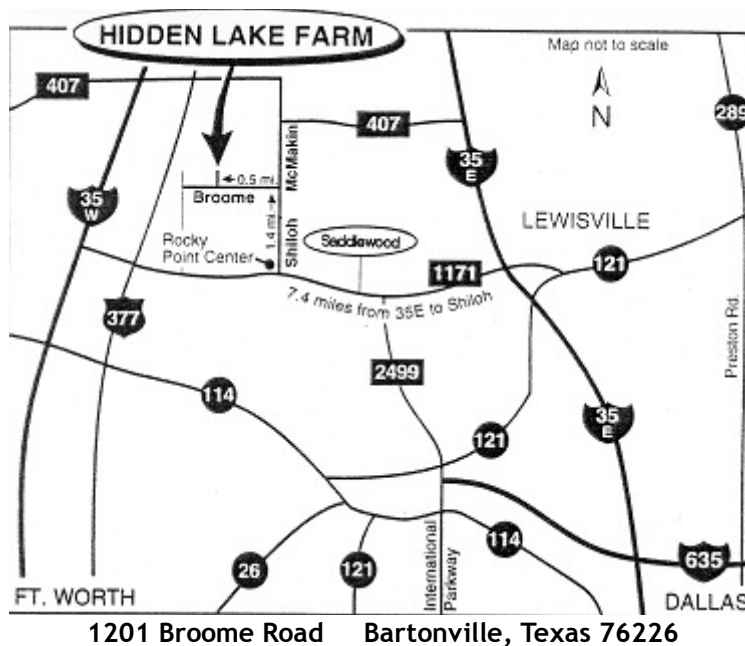 HIDDEN LAKE FARM
Map not to scale
N
407
407
289
35
E
35
W
McMakin
Shiloh
0.5 mi.
Broome
1.4 mi.
Rocky
Point Center
Saddlewood
LEWISVILLE
1171
121
7.4 miles from 35E to Shiloh
377
Preston Rd.
2499
114
35
E
121
International
Parkway
114
635
26
121
FT. WORTH
DALLAS
1201 Broome Road Bartonville, Texas 76226